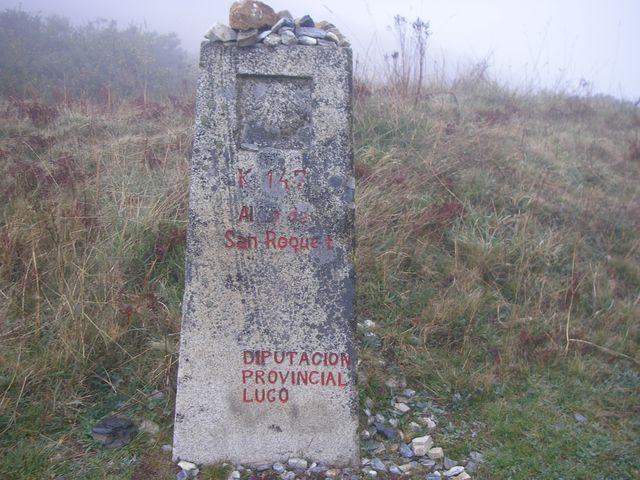 K 147
Alto do
San Roque
DIPUTACION
PROVINCIAL
LUGO